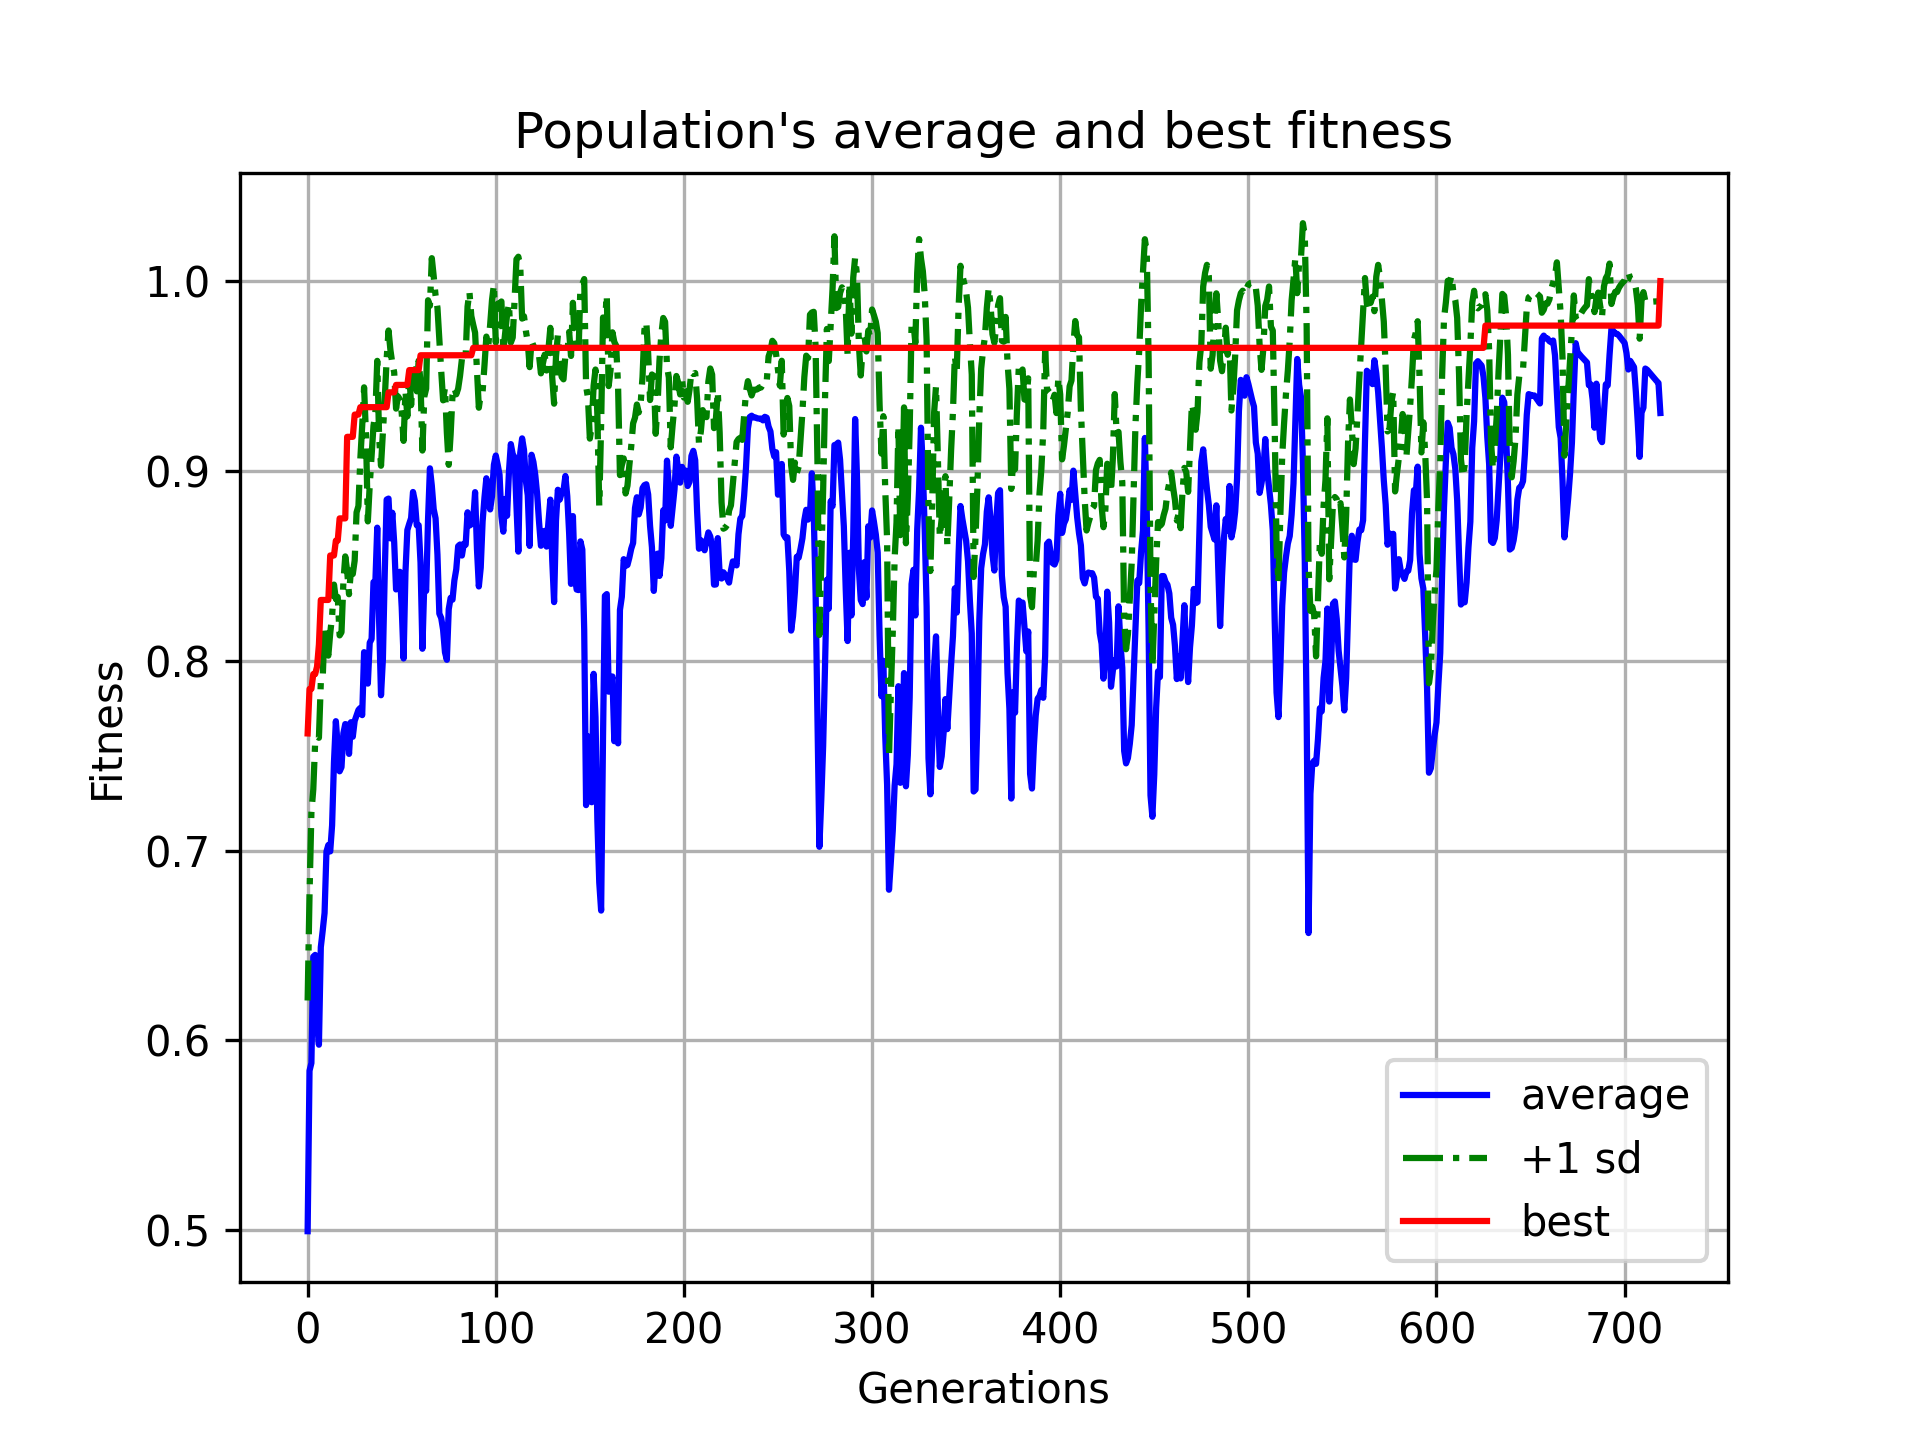 Population's average and best fitness
1.0
0.9
0.8
0.7
0.6
0.5
Fitness
0 100 200 300 400 500 600 700
Generations
average
+1 sd
best